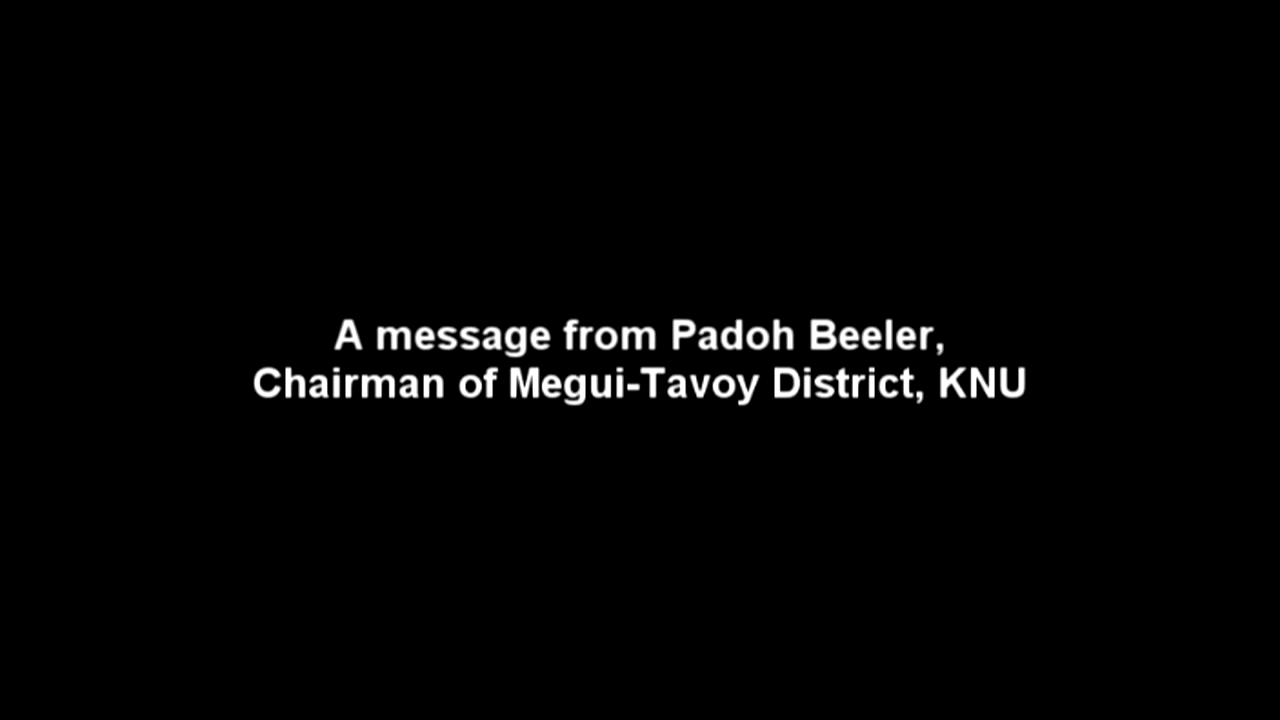 A message from Padoh Beeler,
Chairman of Megui-Tavoy District, KNU